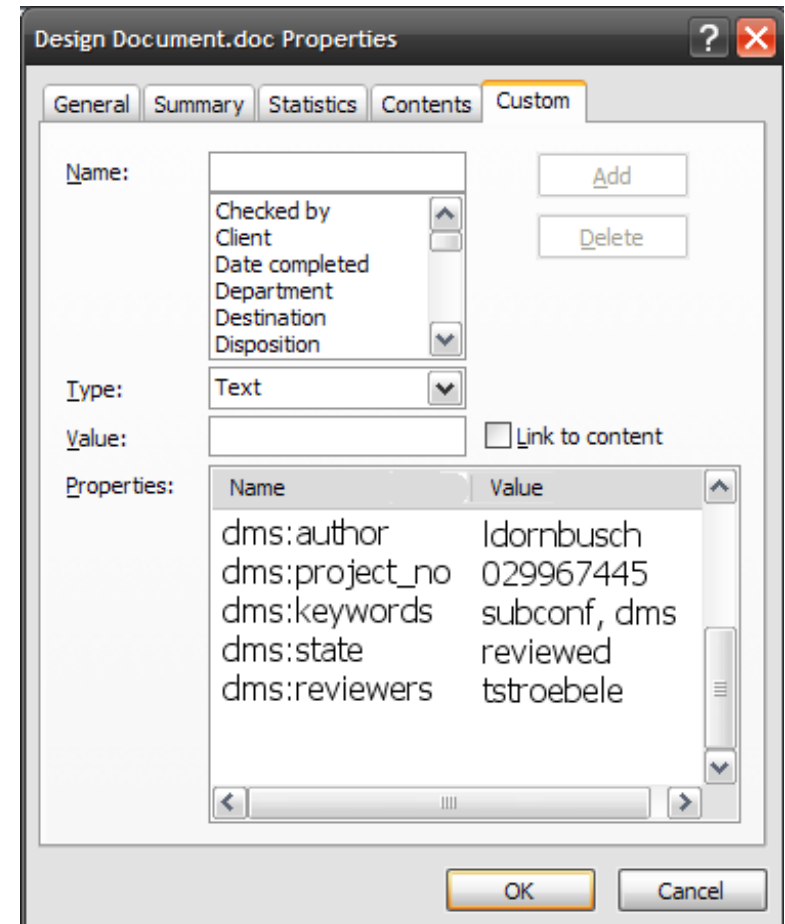 Design Document.doc Properties
General Summary Statistics Contents Custom
Name:
Add
Checked by
Client
Delete
Date completed
Department
Destination
Disposition
Type: Text
Value: Link to content
Properties: Name Value
dms:author ldornbusch
dms:project_no 029967445
dms:keywords subconf, dms
dms:state reviewed
dms:reviewers tstroebele
OK Cancel